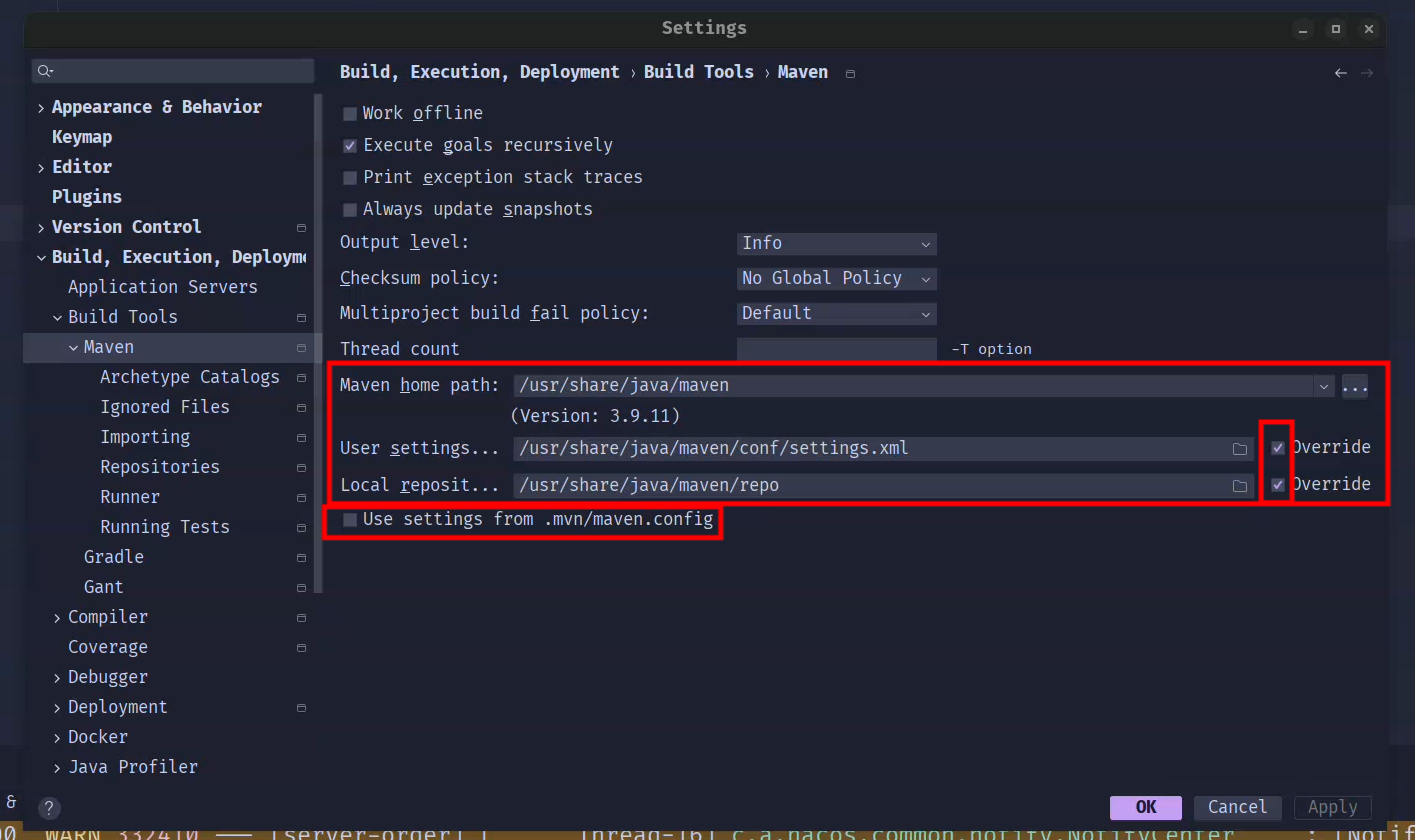 Settings
Build, Execution, Deployment › Build Tools › Maven
Appearance & Behavior
Keymap
Editor
Plugins
Version Control
Build, Execution, Deployme
Application Servers
Build Tools
Maven
Archetype Catalogs
Ignored Files
Importing
Repositories
Runner
Running Tests
Gradle
Gant
Compiler
Coverage
Debugger
Deployment
Docker
Java Profiler
Work offline
Execute goals recursively
Print exception stack traces
Always update snapshots
Output level: Info
Checksum policy: No Global Policy
Multiproject build fail policy: Default
Thread count -T option
Maven home path: /usr/share/java/maven ...
(Version: 3.9.11)
User settings... /usr/share/java/maven/conf/settings.xml Override
Local reposit... /usr/share/java/maven/repo Override
Use settings from .mvn/maven.config
&
?
OK Cancel Apply
00 WARN 332410 --- [server-order] [ Thread-16] c.a.nacos.common.notify.NotifyCenter : [Notif